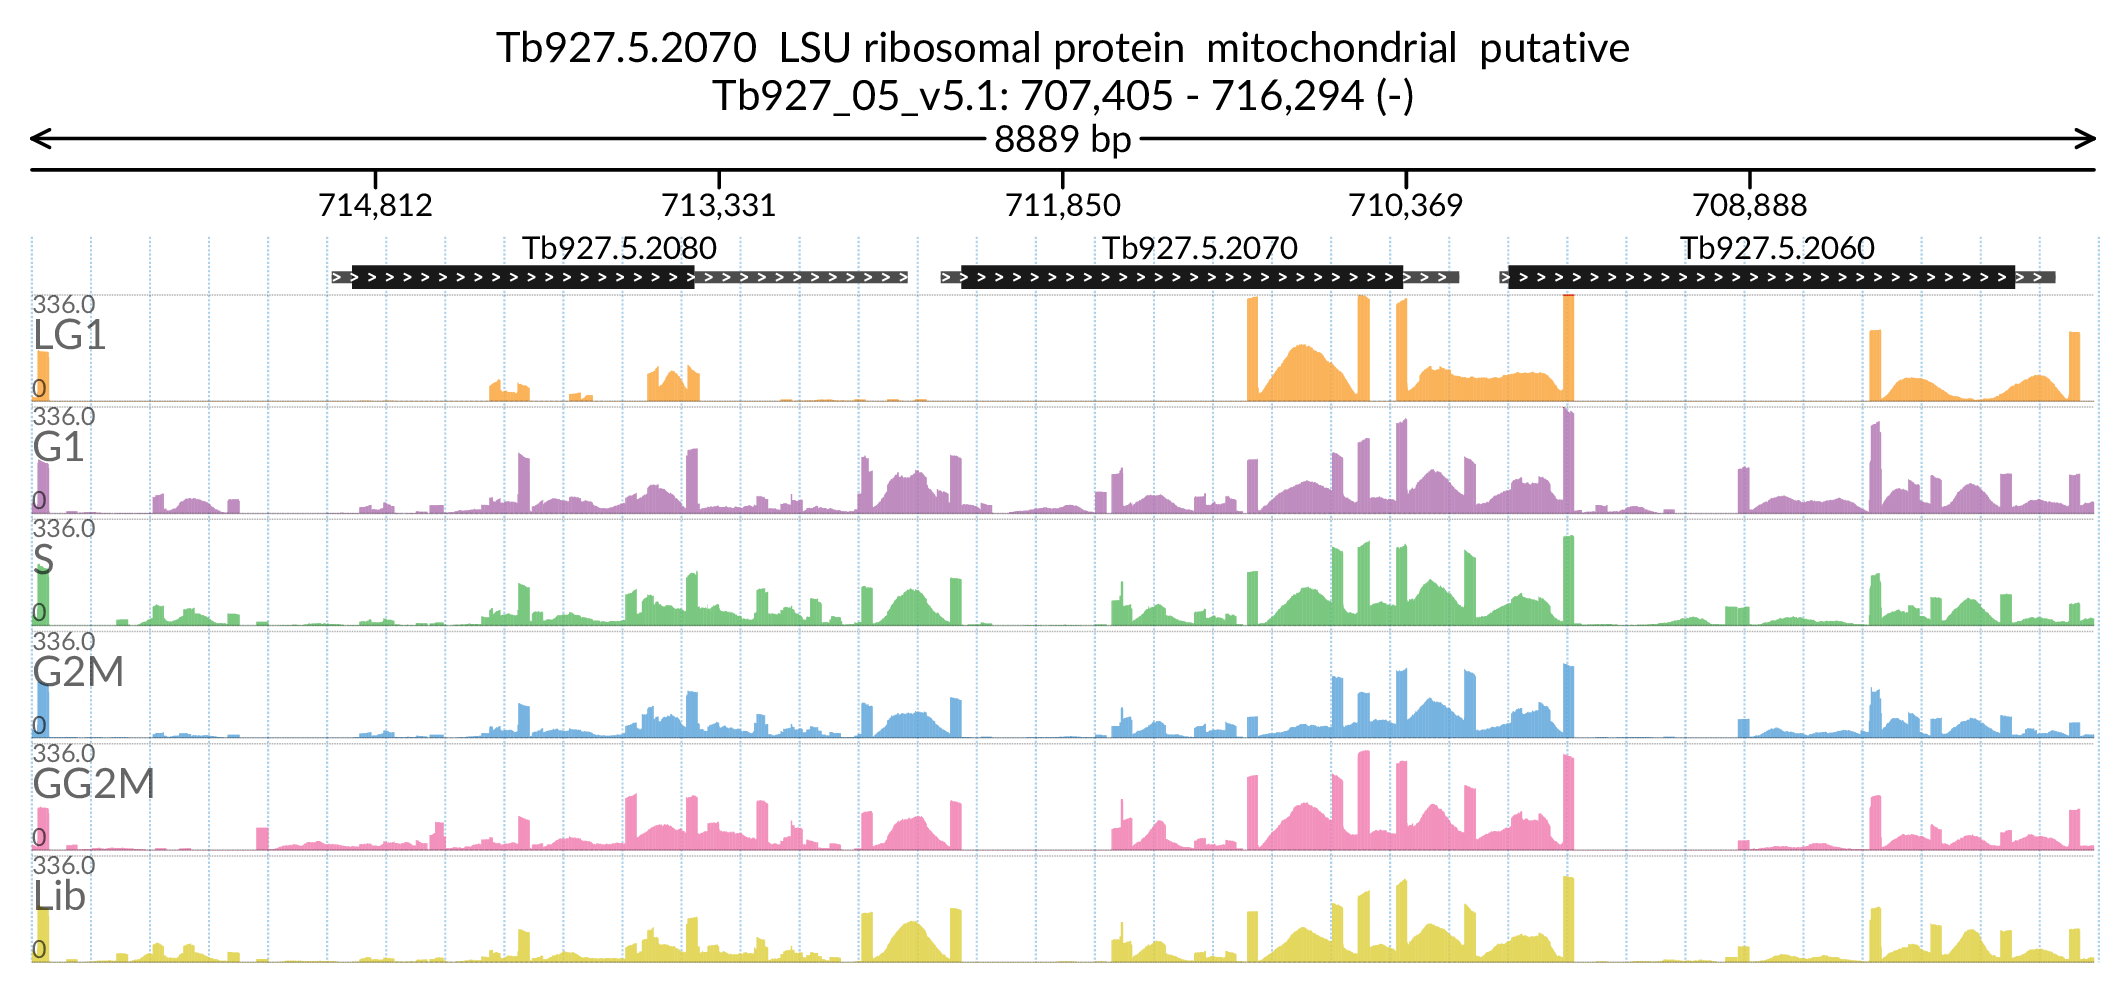 Tb927.5.2070 LSU ribosomal protein mitochondrial putative
Tb927_05_v5.1: 707,405 - 716,294 (-)
8889 bp
714,812 713,331 711,850 710,369 708,888
Tb927.5.2080 Tb927.5.2070 Tb927.5.2060
336.0
LG1
0
336.0
G1
0
336.0
S
0
336.0
G2M
0
336.0
GG2M
0
336.0
Lib
0